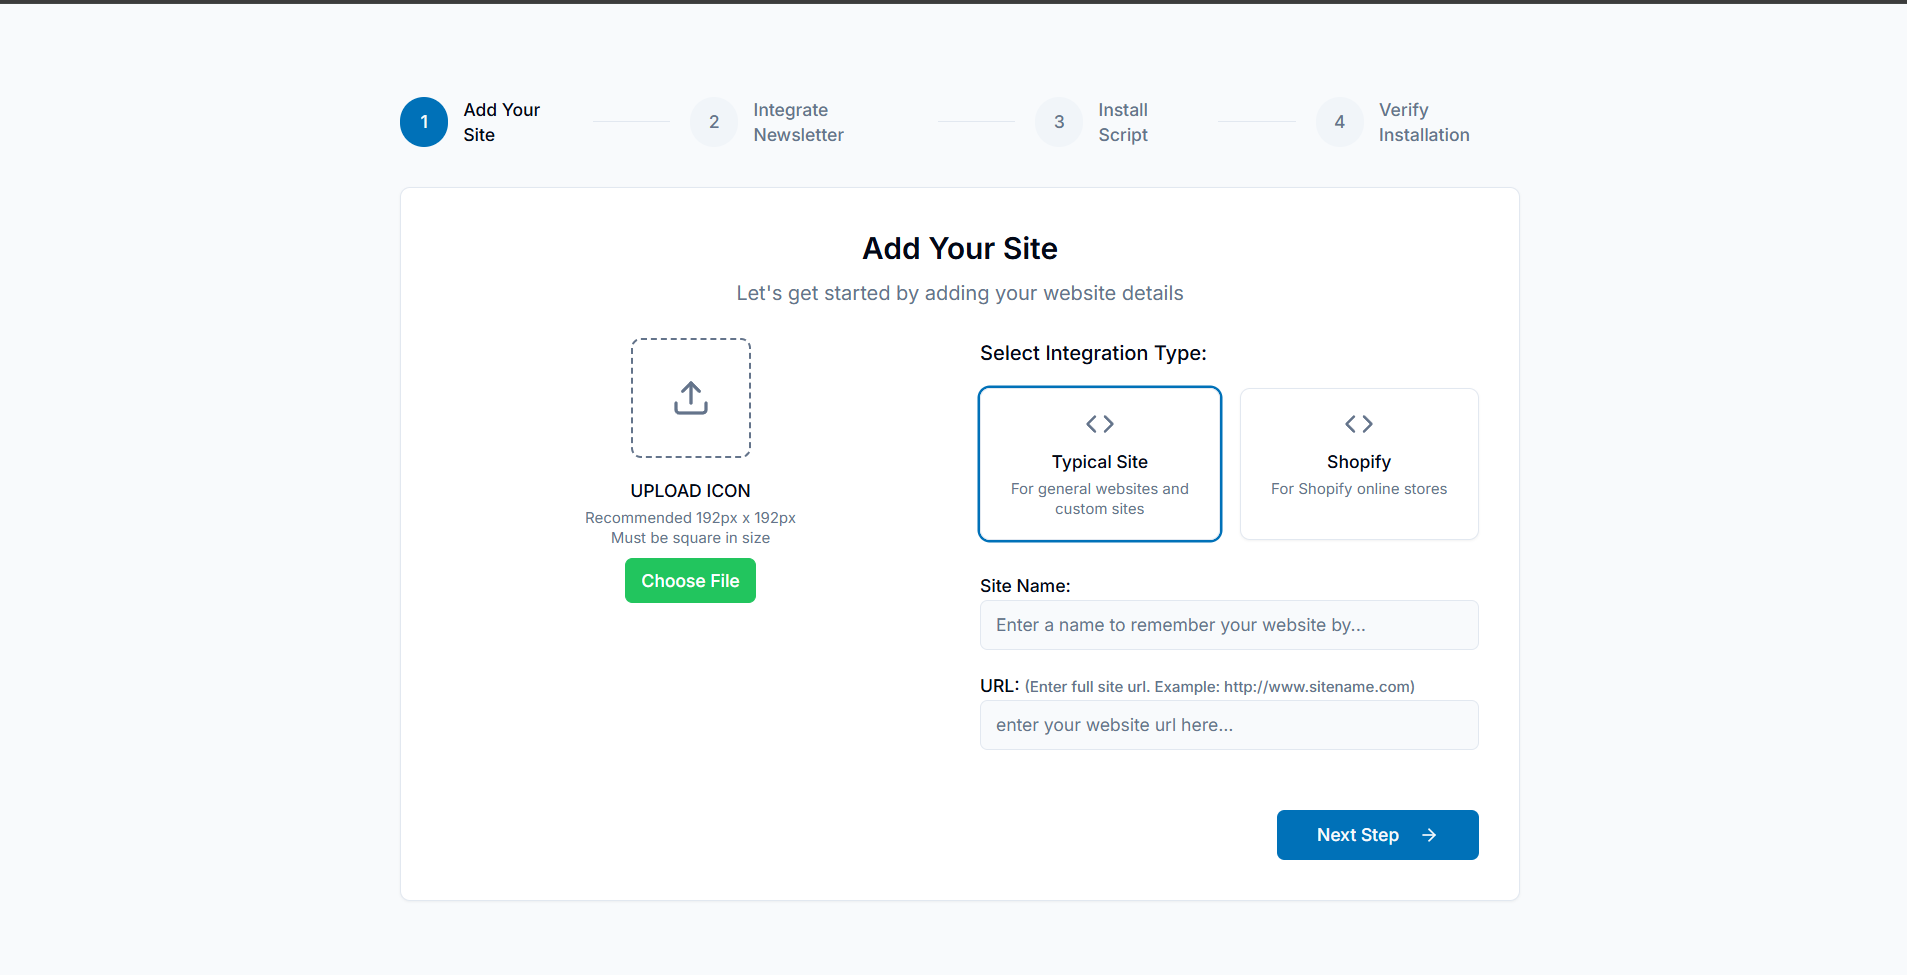 1
Add Your
Site
2
Integrate
Newsletter
3
Install
Script
4
Verify
Installation
Add Your Site
Let's get started by adding your website details
UPLOAD ICON
Recommended 192px x 192px
Must be square in size
Choose File
Select Integration Type:
Typical Site
For general websites and
custom sites
Shopify
For Shopify online stores
Site Name:
Enter a name to remember your website by...
URL: (Enter full site url. Example: http://www.sitename.com)
enter your website url here...
Next Step